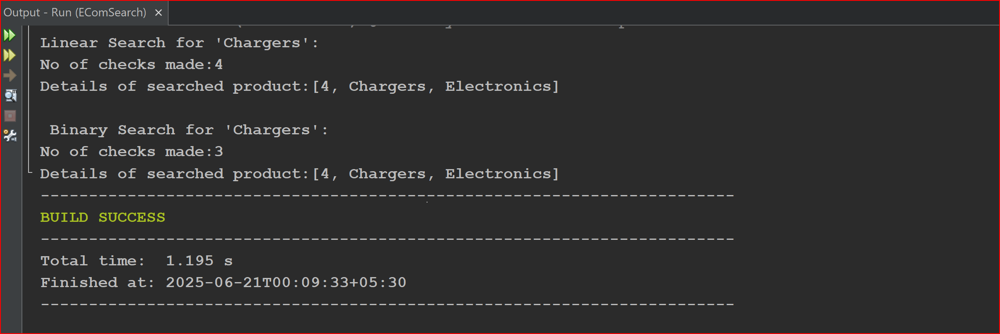 Output - Run (EComSearch) ×
Linear Search for 'Chargers':
No of checks made:4
Details of searched product:[4, Chargers, Electronics]
 Binary Search for 'Chargers':
No of checks made:3
Details of searched product:[4, Chargers, Electronics]
------------------------------------------------------------------------
BUILD SUCCESS
------------------------------------------------------------------------
Total time:  1.195 s
Finished at: 2025-06-21T00:09:33+05:30
------------------------------------------------------------------------